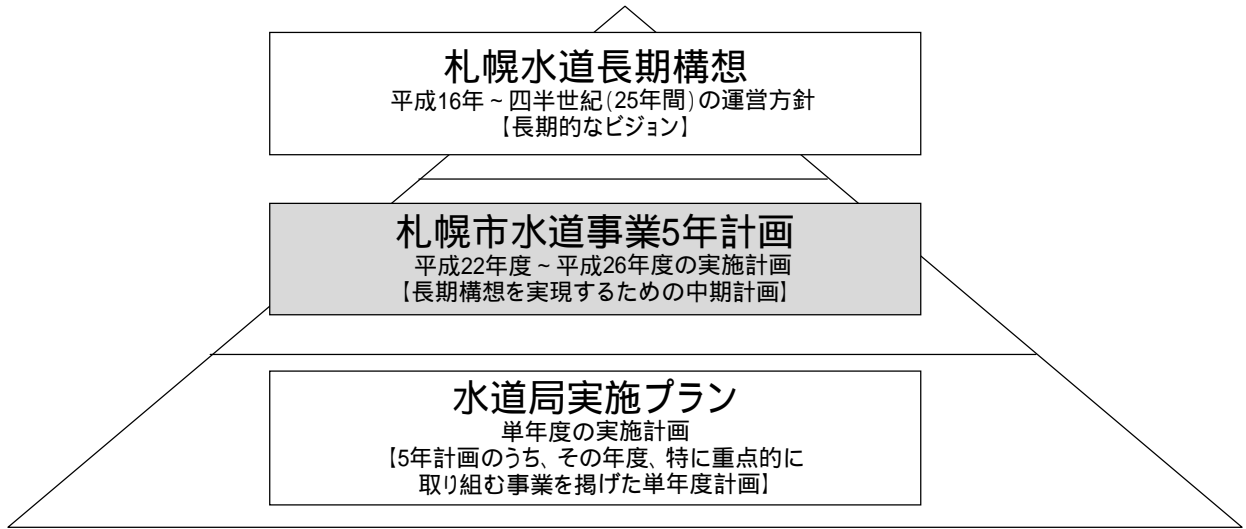 札幌水道長期構想
平成16年~四半世紀(25年間)の運営方針
【長期的なビジョン】
札幌市水道事業5年計画
平成22年度~平成26年度の実施計画
【長期構想を実現するための中期計画】
水道局実施プラン
単年度の実施計画
【5年計画のうち、その年度、特に重点的に
取り組む事業を掲げた単年度計画】